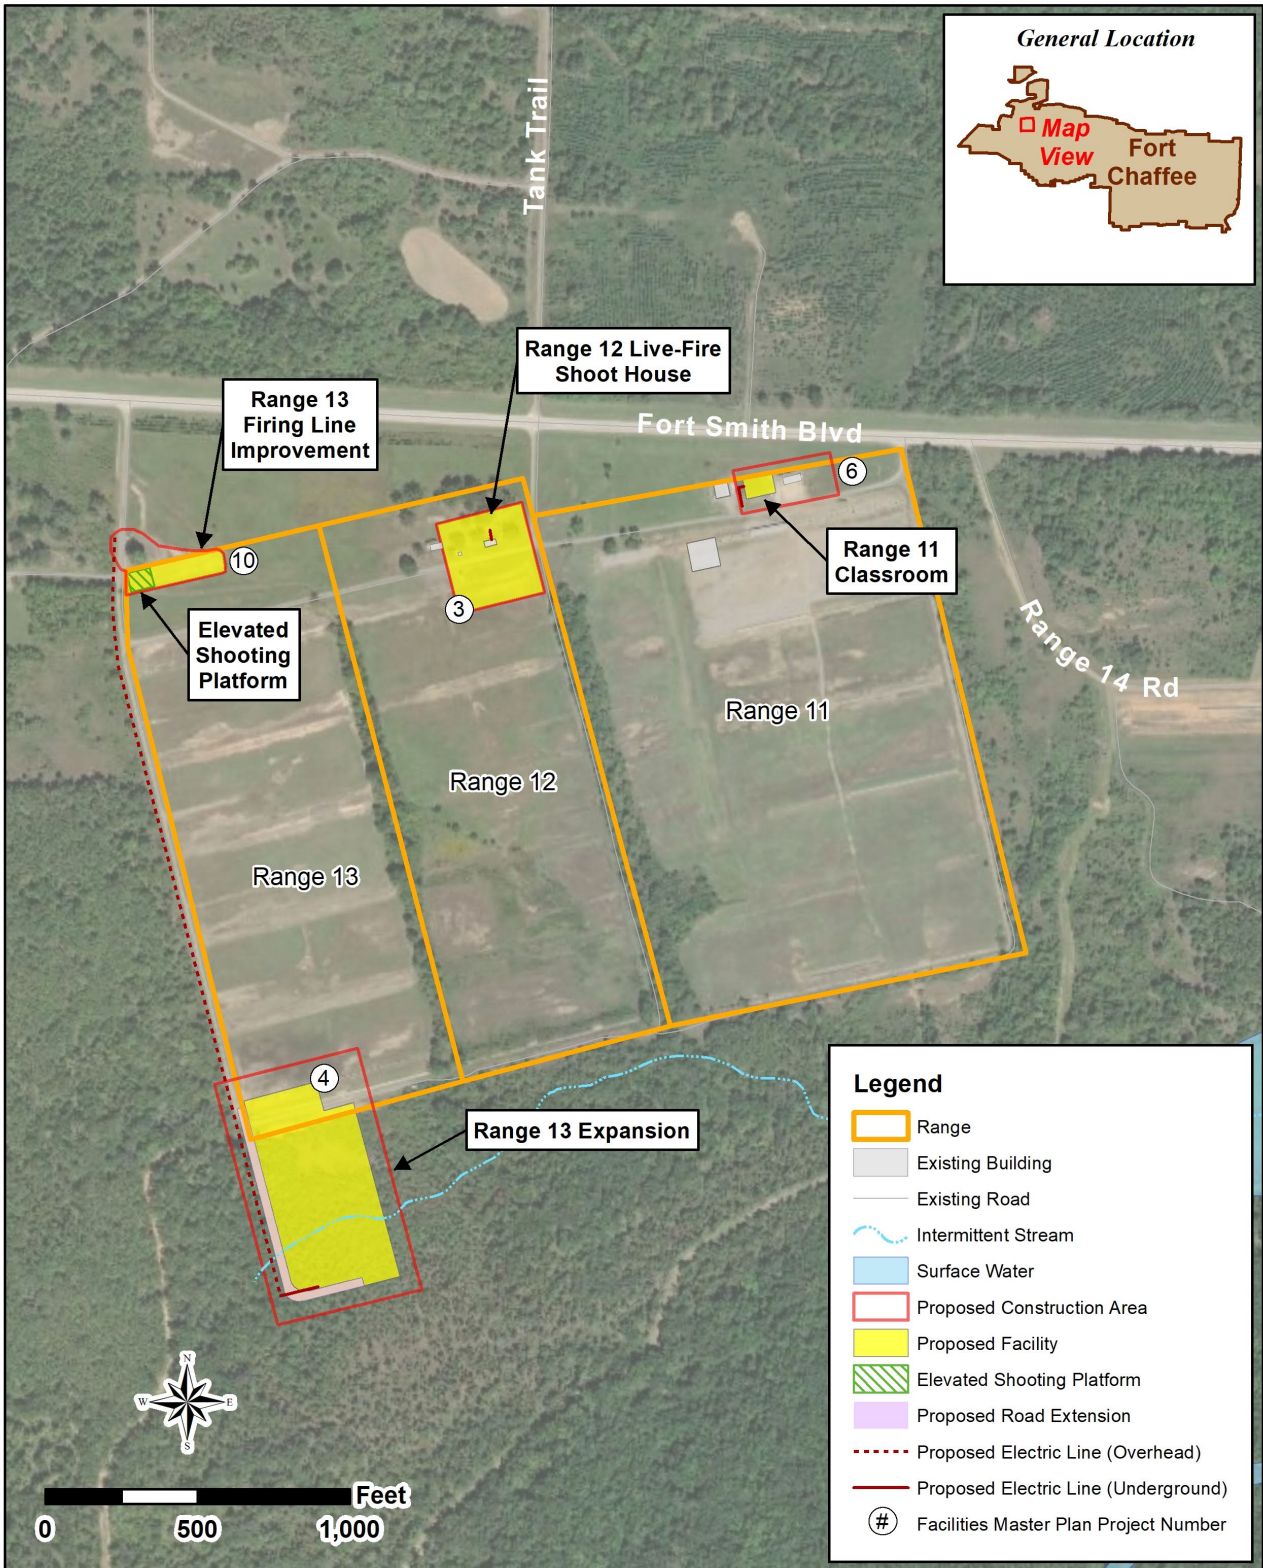 General Location
Map
View
Fort
Chaffee
Tank Trail
Range 12 Live-Fire
Shoot House
Range 13
Firing Line
Improvement
Fort Smith Blvd
6
10
Range 11
Classroom
3
Elevated
Shooting
Platform
Range 14 Rd
Range 11
Range 12
Range 13
4
Range 13 Expansion
Legend
Range
Existing Building
Existing Road
Intermittent Stream
Surface Water
Proposed Construction Area
Proposed Facility
Elevated Shooting Platform
Proposed Road Extension
Proposed Electric Line (Overhead)
Proposed Electric Line (Underground)
# Facilities Master Plan Project Number
N
W E
S
Feet
0 500 1,000